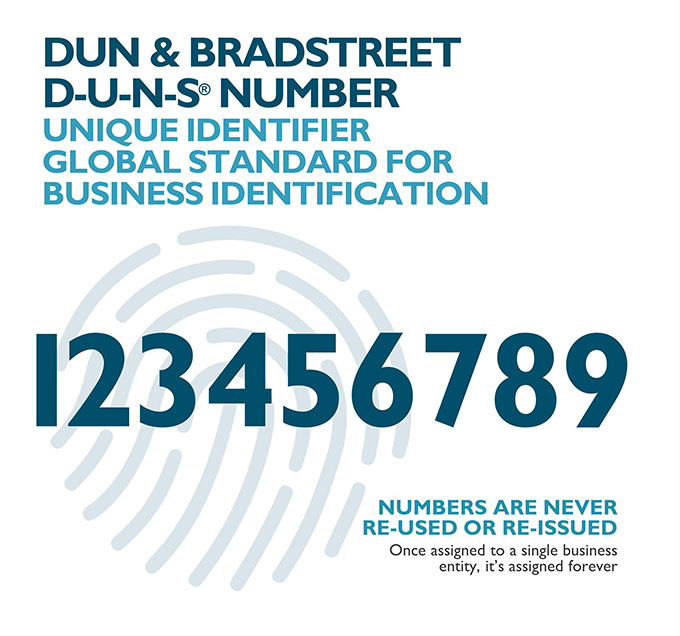 DUN & BRADSTREET
D-U-N-S® NUMBER
UNIQUE IDENTIFIER
GLOBAL STANDARD FOR
BUSINESS IDENTIFICATION
123456789
NUMBERS ARE NEVER
RE-USED OR RE-ISSUED
Once assigned to a single business
entity, it's assigned forever